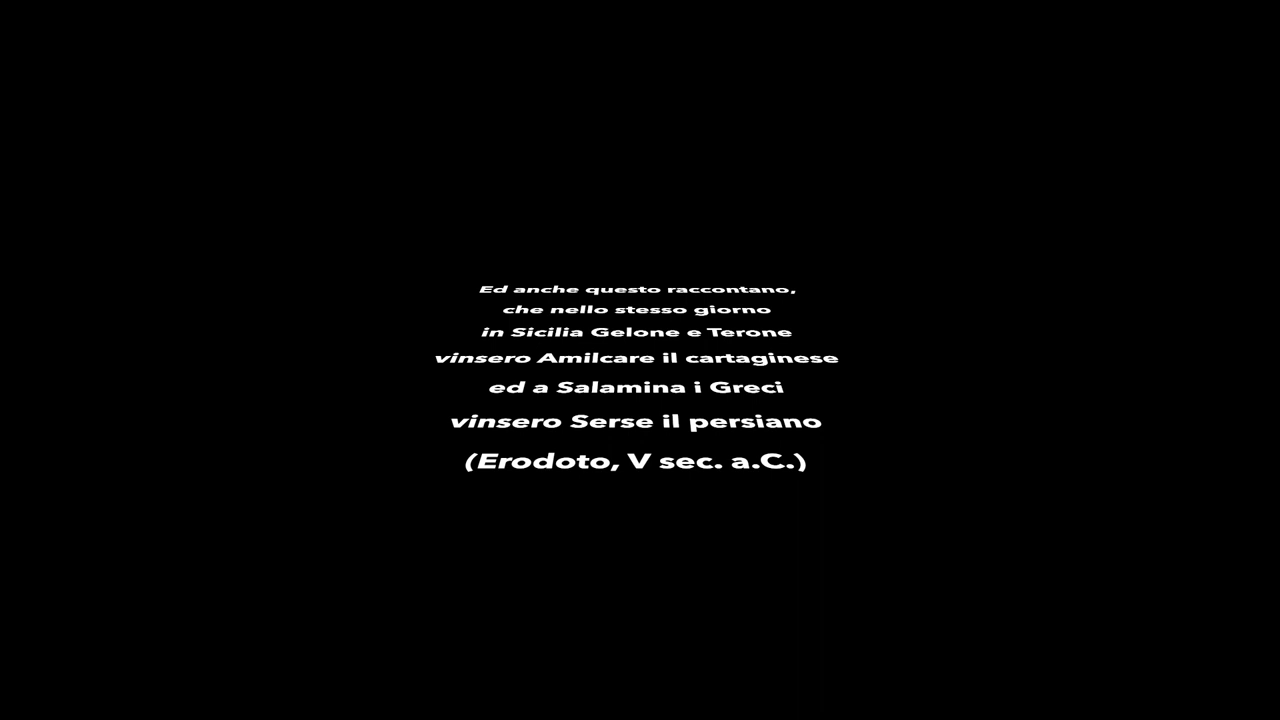 Ed anche questo raccontano,
che nello stesso giorno
in Sicilia Gelone e Terone
vinsero Amilcare il cartaginese
ed a Salamina i Greci
vinsero Serse il persiano
(Erodoto, V sec. a.C.)